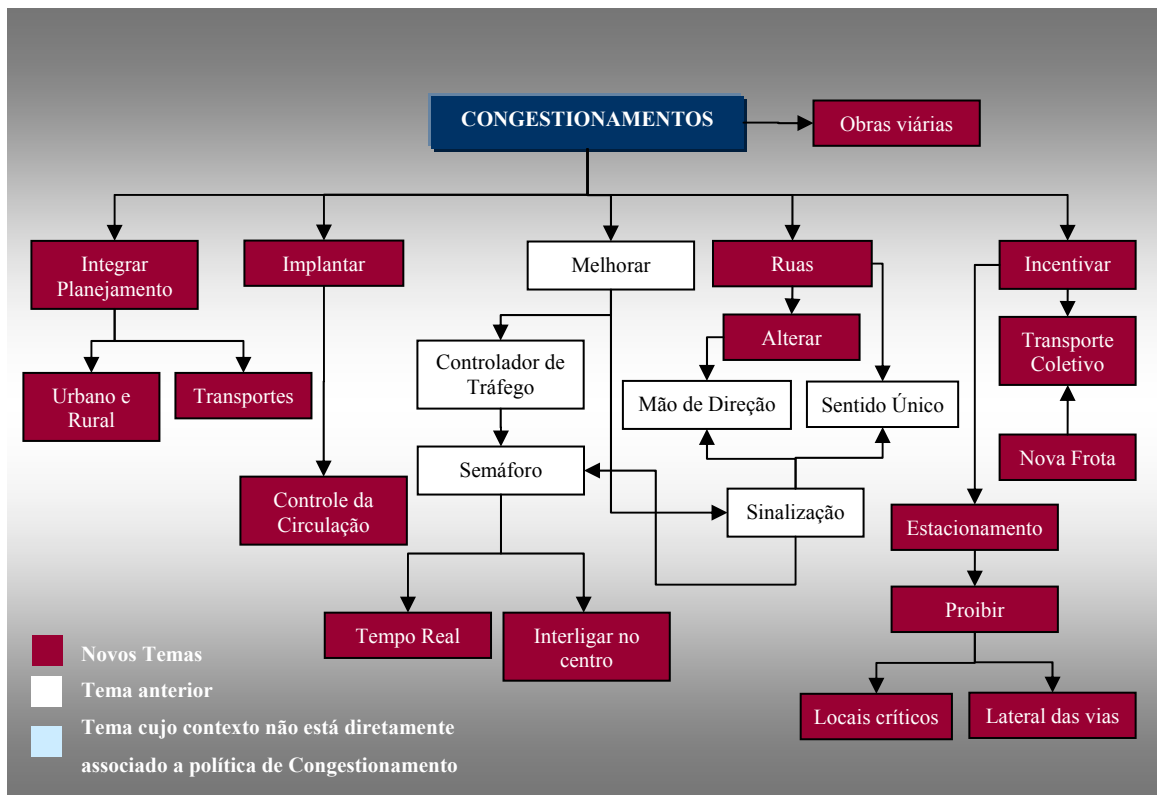 CONGESTIONAMENTOS
Obras viárias
Integrar
Planejamento
Implantar
Melhorar
Ruas
Incentivar
Alterar
Controlador de
Tráfego
Transporte
Coletivo
Urbano e
Rural
Transportes
Mão de Direção
Sentido Único
Nova Frota
Semáforo
Controle da
Circulação
Sinalização
Estacionamento
Proibir
Tempo Real
Interligar no
centro
Locais críticos
Lateral das vias
Novos Temas
Tema anterior
Tema cujo contexto não está diretamente
associado a política de Congestionamento